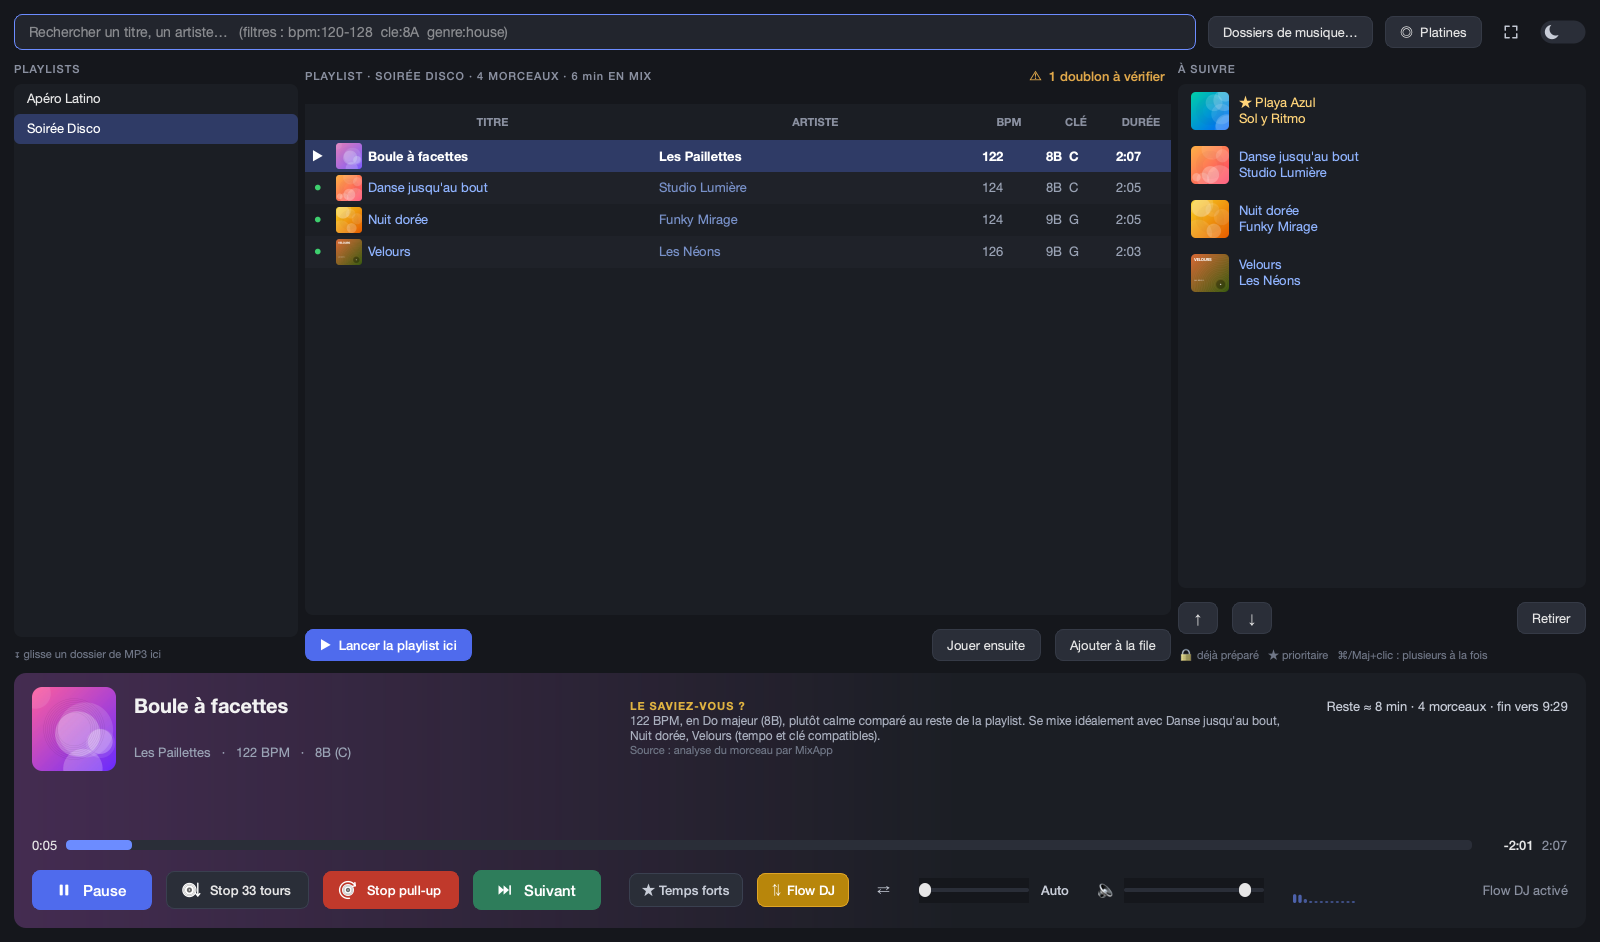 Rechercher un titre, un artiste… (filtres : bpm:120-128 cle:8A genre:house)
Dossiers de musique…
Platines
PLAYLISTS
Apéro Latino
Soirée Disco
↧ glisse un dossier de MP3 ici
PLAYLIST · SOIRÉE DISCO · 4 MORCEAUX · 6 min EN MIX
⚠ 1 doublon à vérifier
TITRE ARTISTE BPM CLÉ DURÉE
▶ Boule à facettes Les Paillettes 122 8B C 2:07
Danse jusqu'au bout Studio Lumière 124 8B C 2:05
Nuit dorée Funky Mirage 124 9B G 2:05
Velours Les Néons 126 9B G 2:03
▶ Lancer la playlist ici
Jouer ensuite
Ajouter à la file
À SUIVRE
★ Playa Azul
Sol y Ritmo
Danse jusqu'au bout
Studio Lumière
Nuit dorée
Funky Mirage
VELOURS
Velours
Les Néons
↑ ↓ Retirer
🔒 déjà préparé ★ prioritaire ⌘/Maj+clic : plusieurs à la fois
Boule à facettes
Les Paillettes · 122 BPM · 8B (C)
LE SAVIEZ-VOUS ?
122 BPM, en Do majeur (8B), plutôt calme comparé au reste de la playlist. Se mixe idéalement avec Danse jusqu'au bout,
Nuit dorée, Velours (tempo et clé compatibles).
Source : analyse du morceau par MixApp
Reste ≈ 8 min · 4 morceaux · fin vers 9:29
0:05 -2:01 2:07
Pause
Stop 33 tours
Stop pull-up
Suivant
★ Temps forts
Flow DJ
Auto
Flow DJ activé